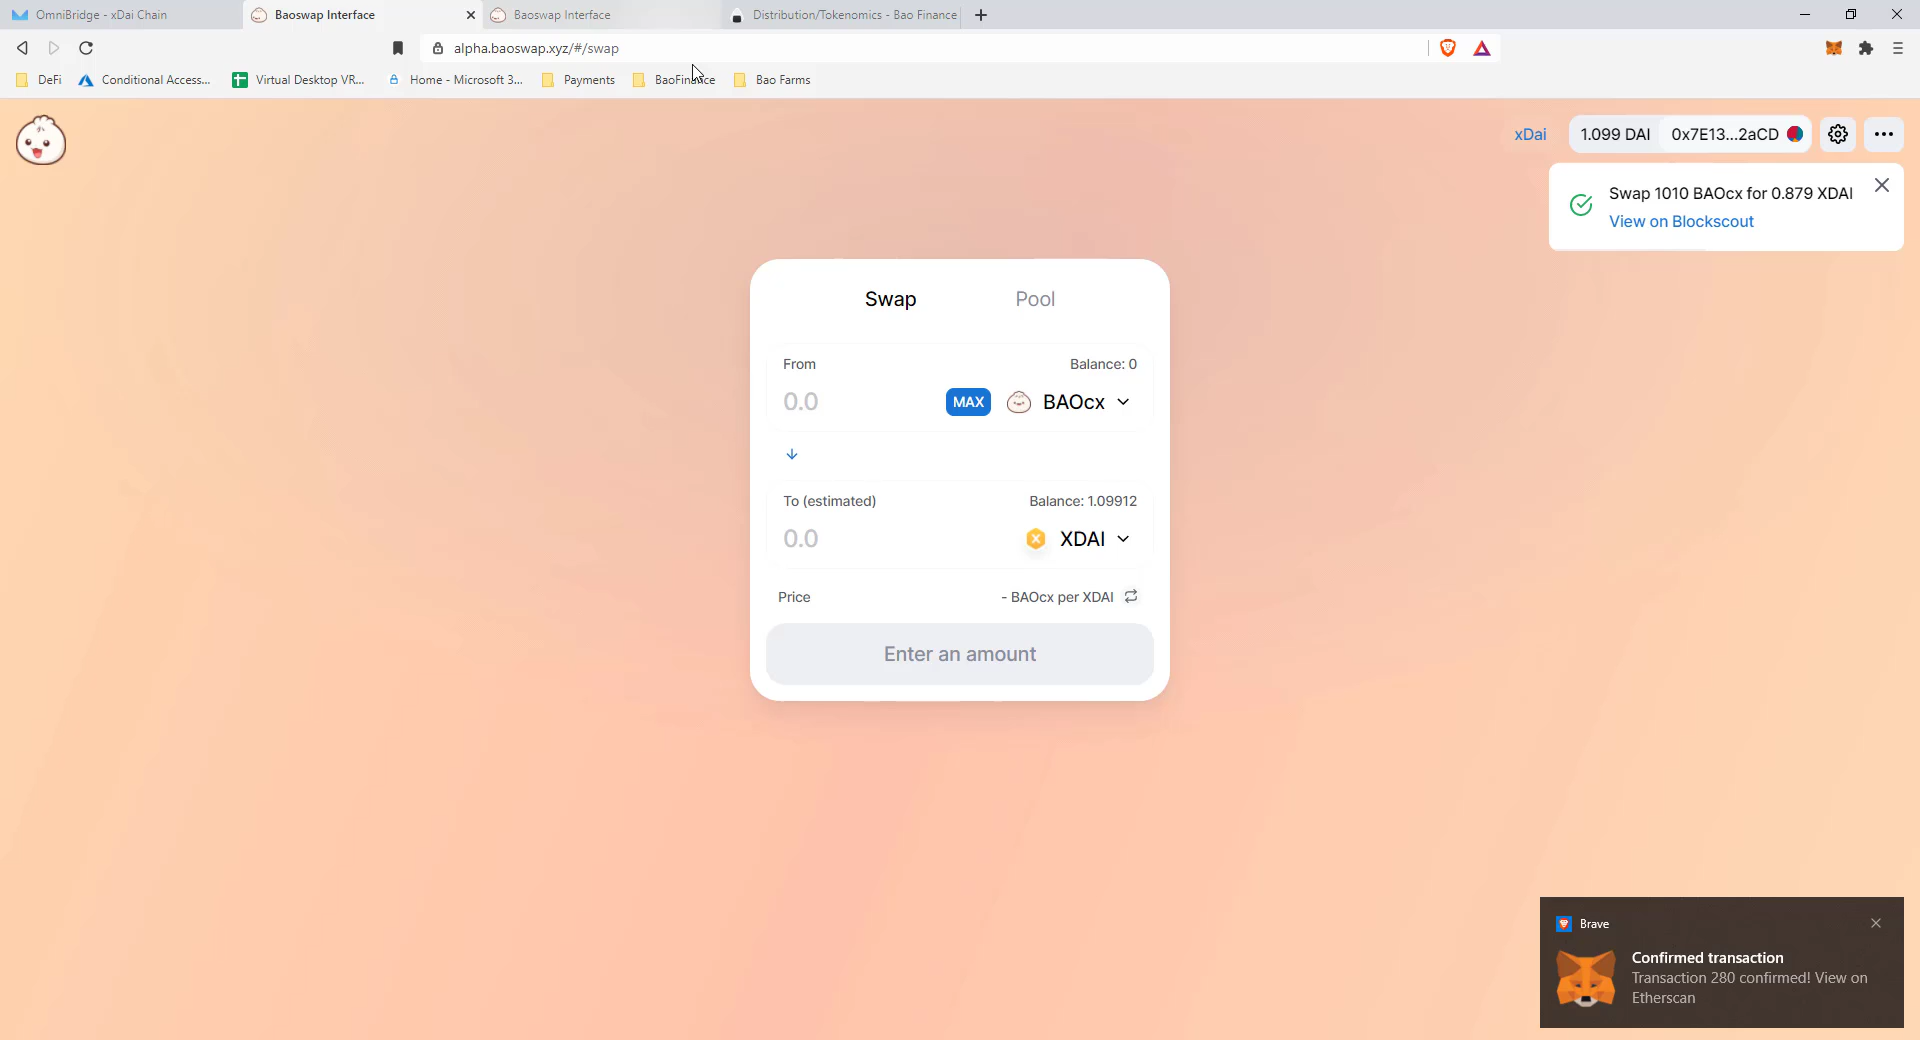 OmniBridge - xDai Chain
Baoswap Interface
Baoswap Interface
Distribution/Tokenomics - Bao Finance
alpha.baoswap.xyz/#/swap
DeFi
Conditional Access...
Virtual Desktop VR...
Home - Microsoft 3...
Payments
BaoFinance
Bao Farms
xDai
1.099 DAI
0x7E13...2aCD
Swap 1010 BAOcx for 0.879 XDAI
View on Blockscout
Swap
Pool
From
Balance: 0
0.0
MAX
BAOcx
To (estimated)
Balance: 1.09912
0.0
XDAI
Price
- BAOcx per XDAI
Enter an amount
Brave
Confirmed transaction
Transaction 280 confirmed! View on
Etherscan